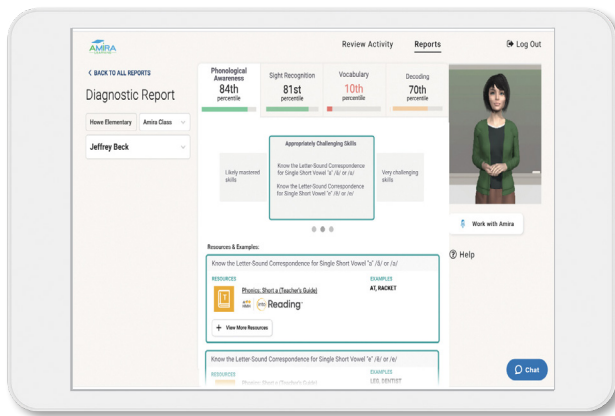 AMIRA
Review Activity
Reports
Log Out
BACK TO ALL REPORTS
Diagnostic Report
Howe Elementary
Amira Class
Jeffrey Beck
Phonological
Awareness
84th
percentile
Sight Recognition
81st
percentile
Vocabulary
10th
percentile
Decoding
70th
percentile
Likely mastered
skills
Appropriately Challenging Skills
Know the Letter-Sound Correspondence
for Single Short Vowel "a" /ă/ or /a/
Know the Letter-Sound Correspondence
for Single Short Vowel "e" /ĕ/ or /e/
Very challenging
skills
Work with Amira
Help
Resources & Examples:
Know the Letter-Sound Correspondence for Single Short Vowel "a" /ă/ or /a/
RESOURCES
Phonics: Short a (Teacher's Guide)
Reading
EXAMPLES
AT, RACKET
+ View More Resources
Know the Letter-Sound Correspondence for Single Short Vowel "e" /ĕ/ or /e/
RESOURCES
EXAMPLES
LEG, DENTIST
Chat